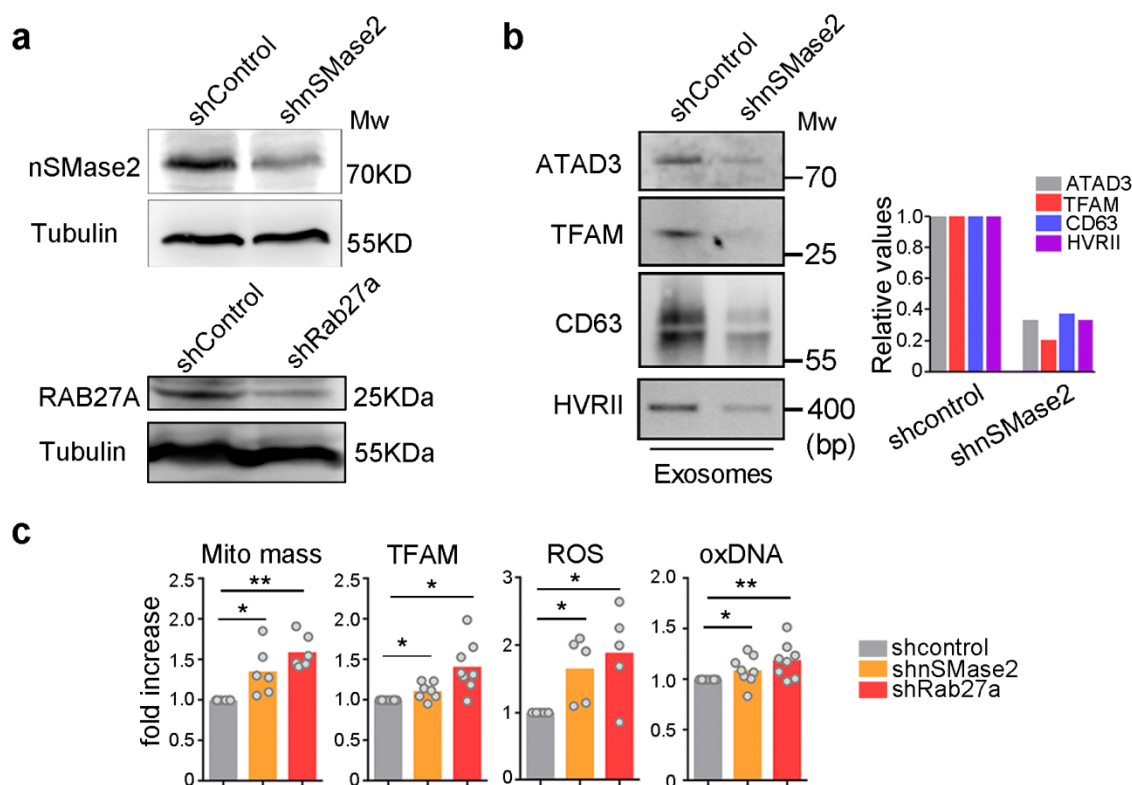 a
shControl
shnSMase2
Mw
nSMase2
70KD
Tubulin
55KD
shControl
shRab27a
RAB27A
25KDa
Tubulin
55KDa
b
shControl
shnSMase2
Mw
ATAD3
70
TFAM
25
CD63
55
HVRII
400
(bp)
Exosomes
ATAD3
TFAM
CD63
HVRII
Relative values
1.0
0.8
0.6
0.4
0.2
0
shcontrol
shnSMase2
c
fold increase
Mito mass
2.5
2.0
1.5
1.0
0.5
**
*
TFAM
2.5
2.0
1.5
1.0
0.5
*
*
ROS
3
2
1
0
*
*
oxDNA
2.0
1.5
1.0
0.5
0.0
**
*
shcontrol
shnSMase2
shRab27a